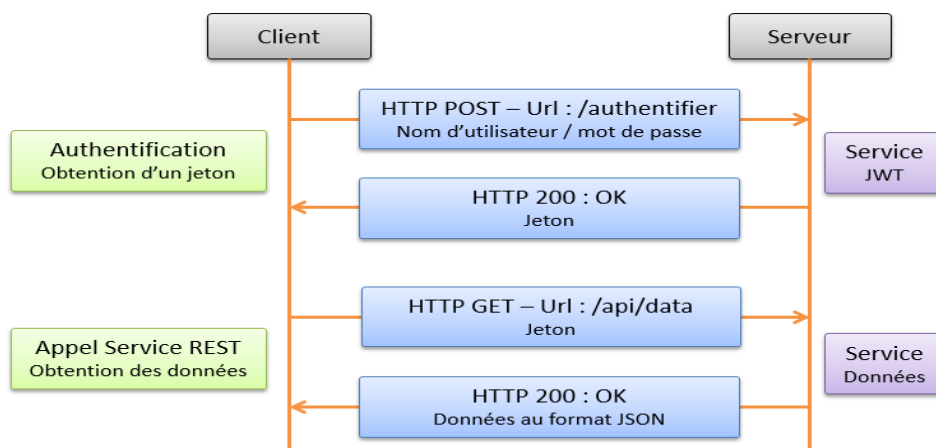 Client
Serveur
HTTP POST – Url : /authentifier
Nom d’utilisateur / mot de passe
Authentification
Obtention d’un jeton
Service
JWT
HTTP 200 : OK
Jeton
HTTP GET – Url : /api/data
Jeton
Appel Service REST
Obtention des données
Service
Données
HTTP 200 : OK
Données au format JSON